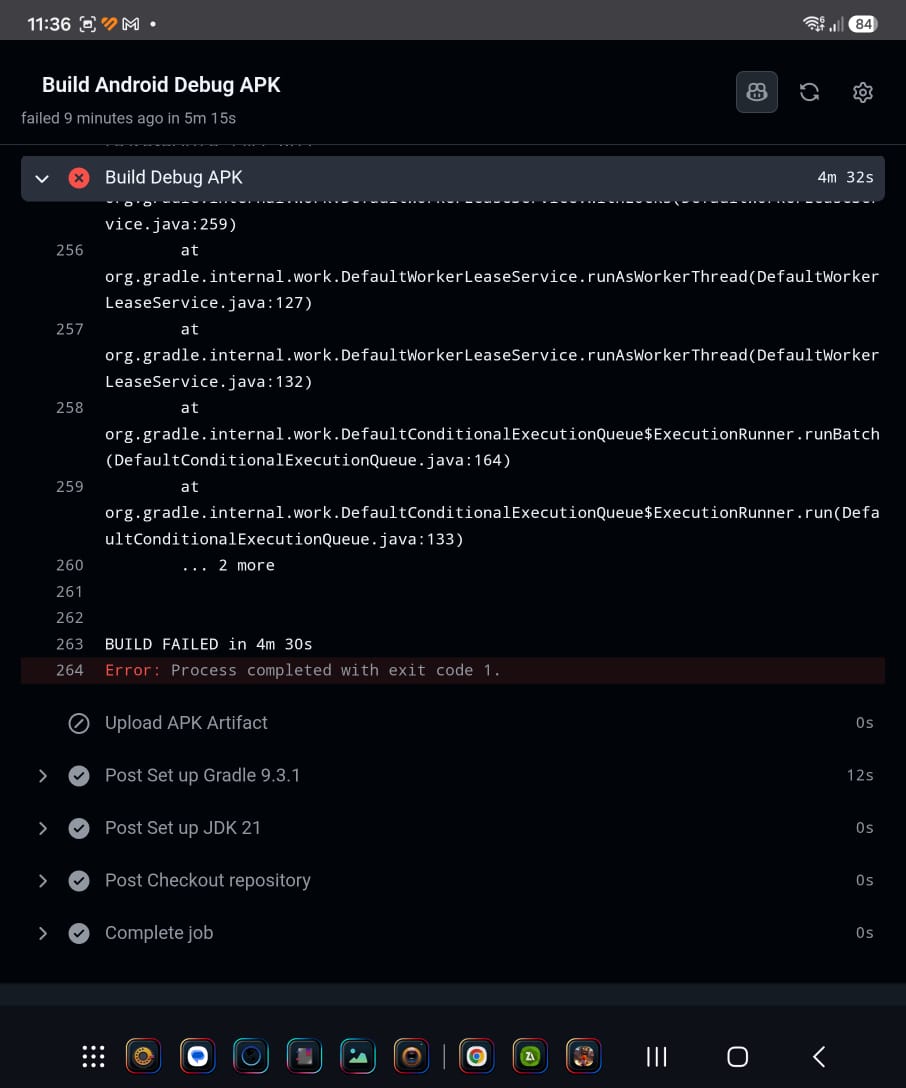 11:36
84
Build Android Debug APK
failed 9 minutes ago in 5m 15s
Build Debug APK 4m 32s
vice.java:259)
256 at
org.gradle.internal.work.DefaultWorkerLeaseService.runAsWorkerThread(DefaultWorker
LeaseService.java:127)
257 at
org.gradle.internal.work.DefaultWorkerLeaseService.runAsWorkerThread(DefaultWorker
LeaseService.java:132)
258 at
org.gradle.internal.work.DefaultConditionalExecutionQueue$ExecutionRunner.runBatch
(DefaultConditionalExecutionQueue.java:164)
259 at
org.gradle.internal.work.DefaultConditionalExecutionQueue$ExecutionRunner.run(Defa
ultConditionalExecutionQueue.java:133)
260 ... 2 more
261
262
263 BUILD FAILED in 4m 30s
264 Error: Process completed with exit code 1.
Upload APK Artifact 0s
Post Set up Gradle 9.3.1 12s
Post Set up JDK 21 0s
Post Checkout repository 0s
Complete job 0s